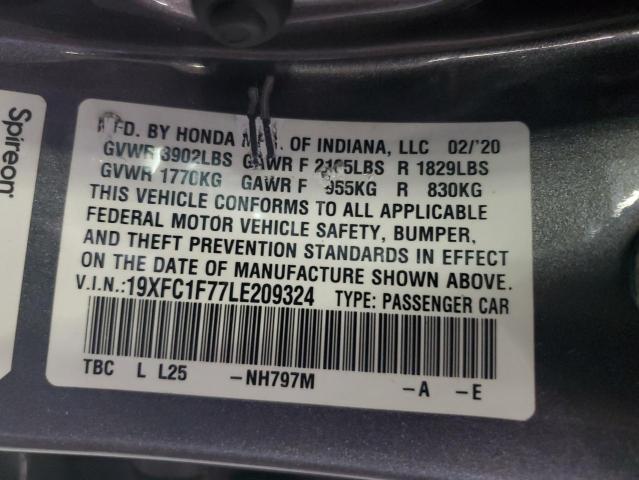 Spireon
MFD. BY HONDA OF INDIANA, LLC 02/'20
GVWR 3902LBS GAWR F R 1829LBS
GVWR 1770KG GAWR F 955KG R 830KG
THIS VEHICLE CONFORMS TO ALL APPLICABLE
FEDERAL MOTOR VEHICLE SAFETY, BUMPER,
AND THEFT PREVENTION STANDARDS IN EFFECT
ON THE DATE OF MANUFACTURE SHOWN ABOVE.
V.I.N.:19XFC1F77LE209324 TYPE: PASSENGER CAR
TBC L L25 -NH797M -A -E